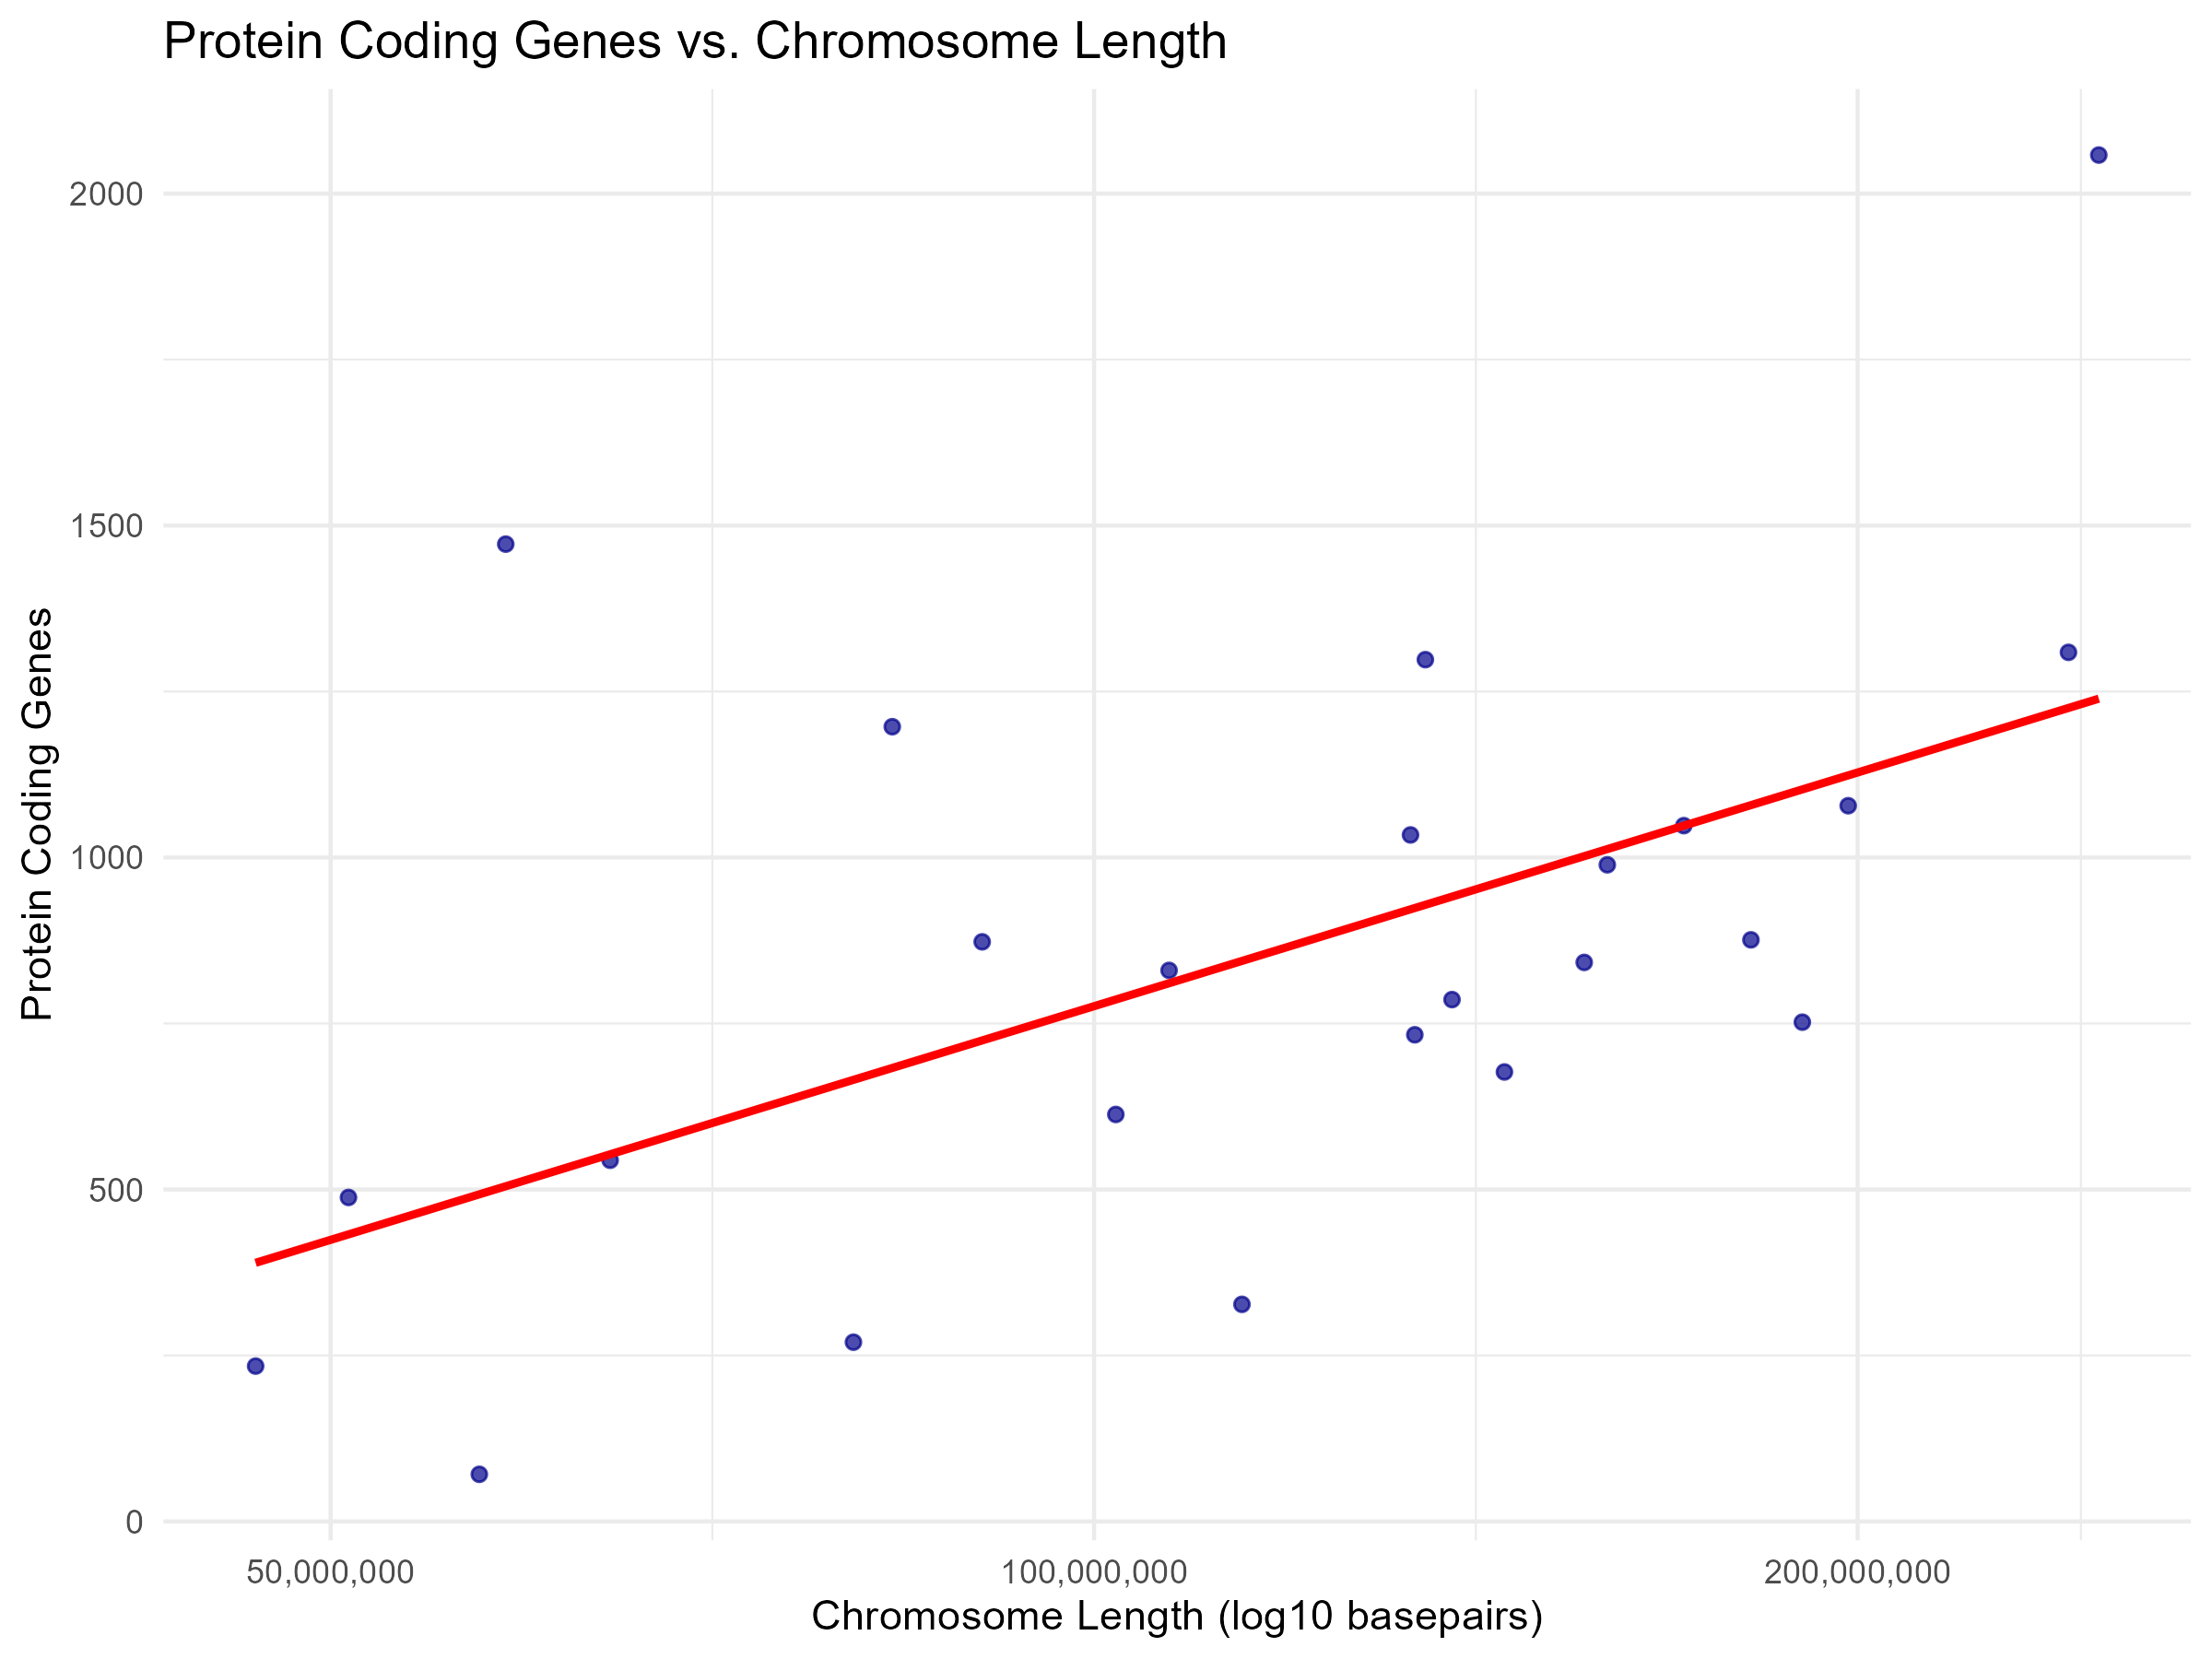 Protein Coding Genes vs. Chromosome Length
2000
1500
1000
500
0
Protein Coding Genes
50,000,000
100,000,000
200,000,000
Chromosome Length (log10 basepairs)